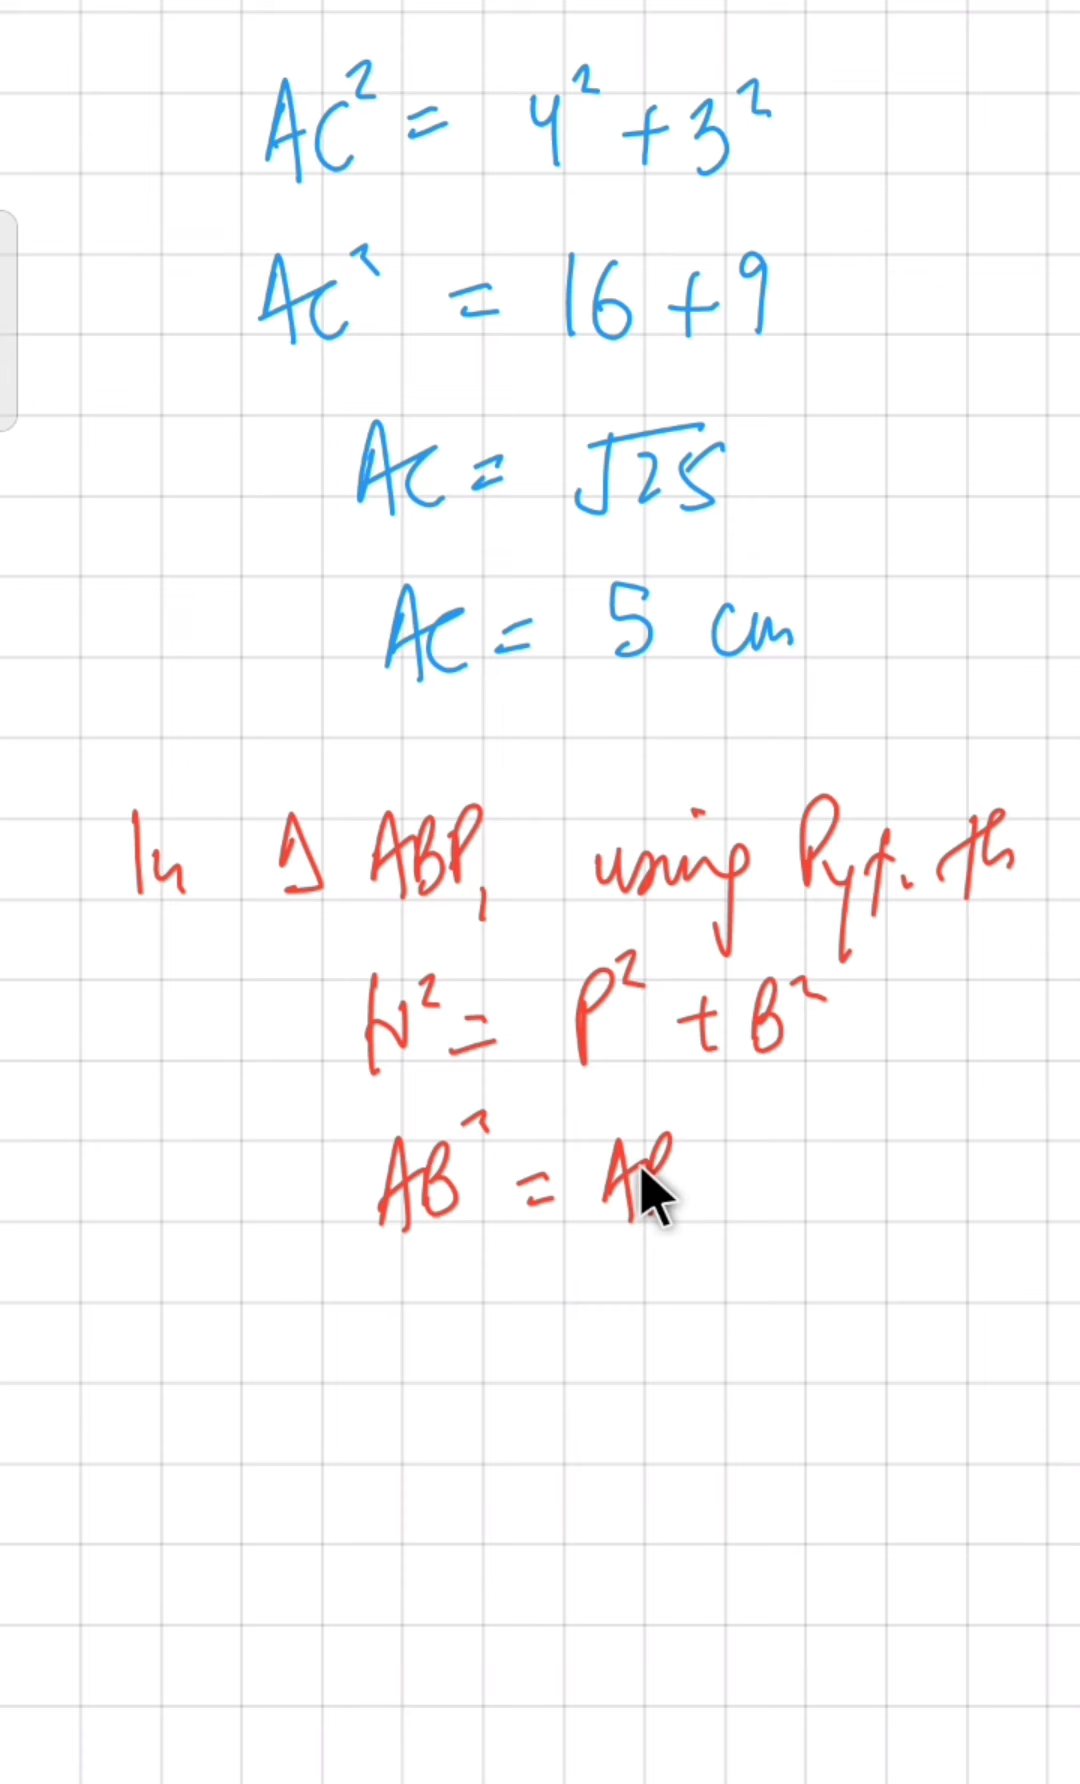 AC² = 4² + 3²
AC² = 16 + 9
AC = √25
AC = 5 cm
In Δ ABP, using Pyt. th
H² = P² + B²
AB² = AP